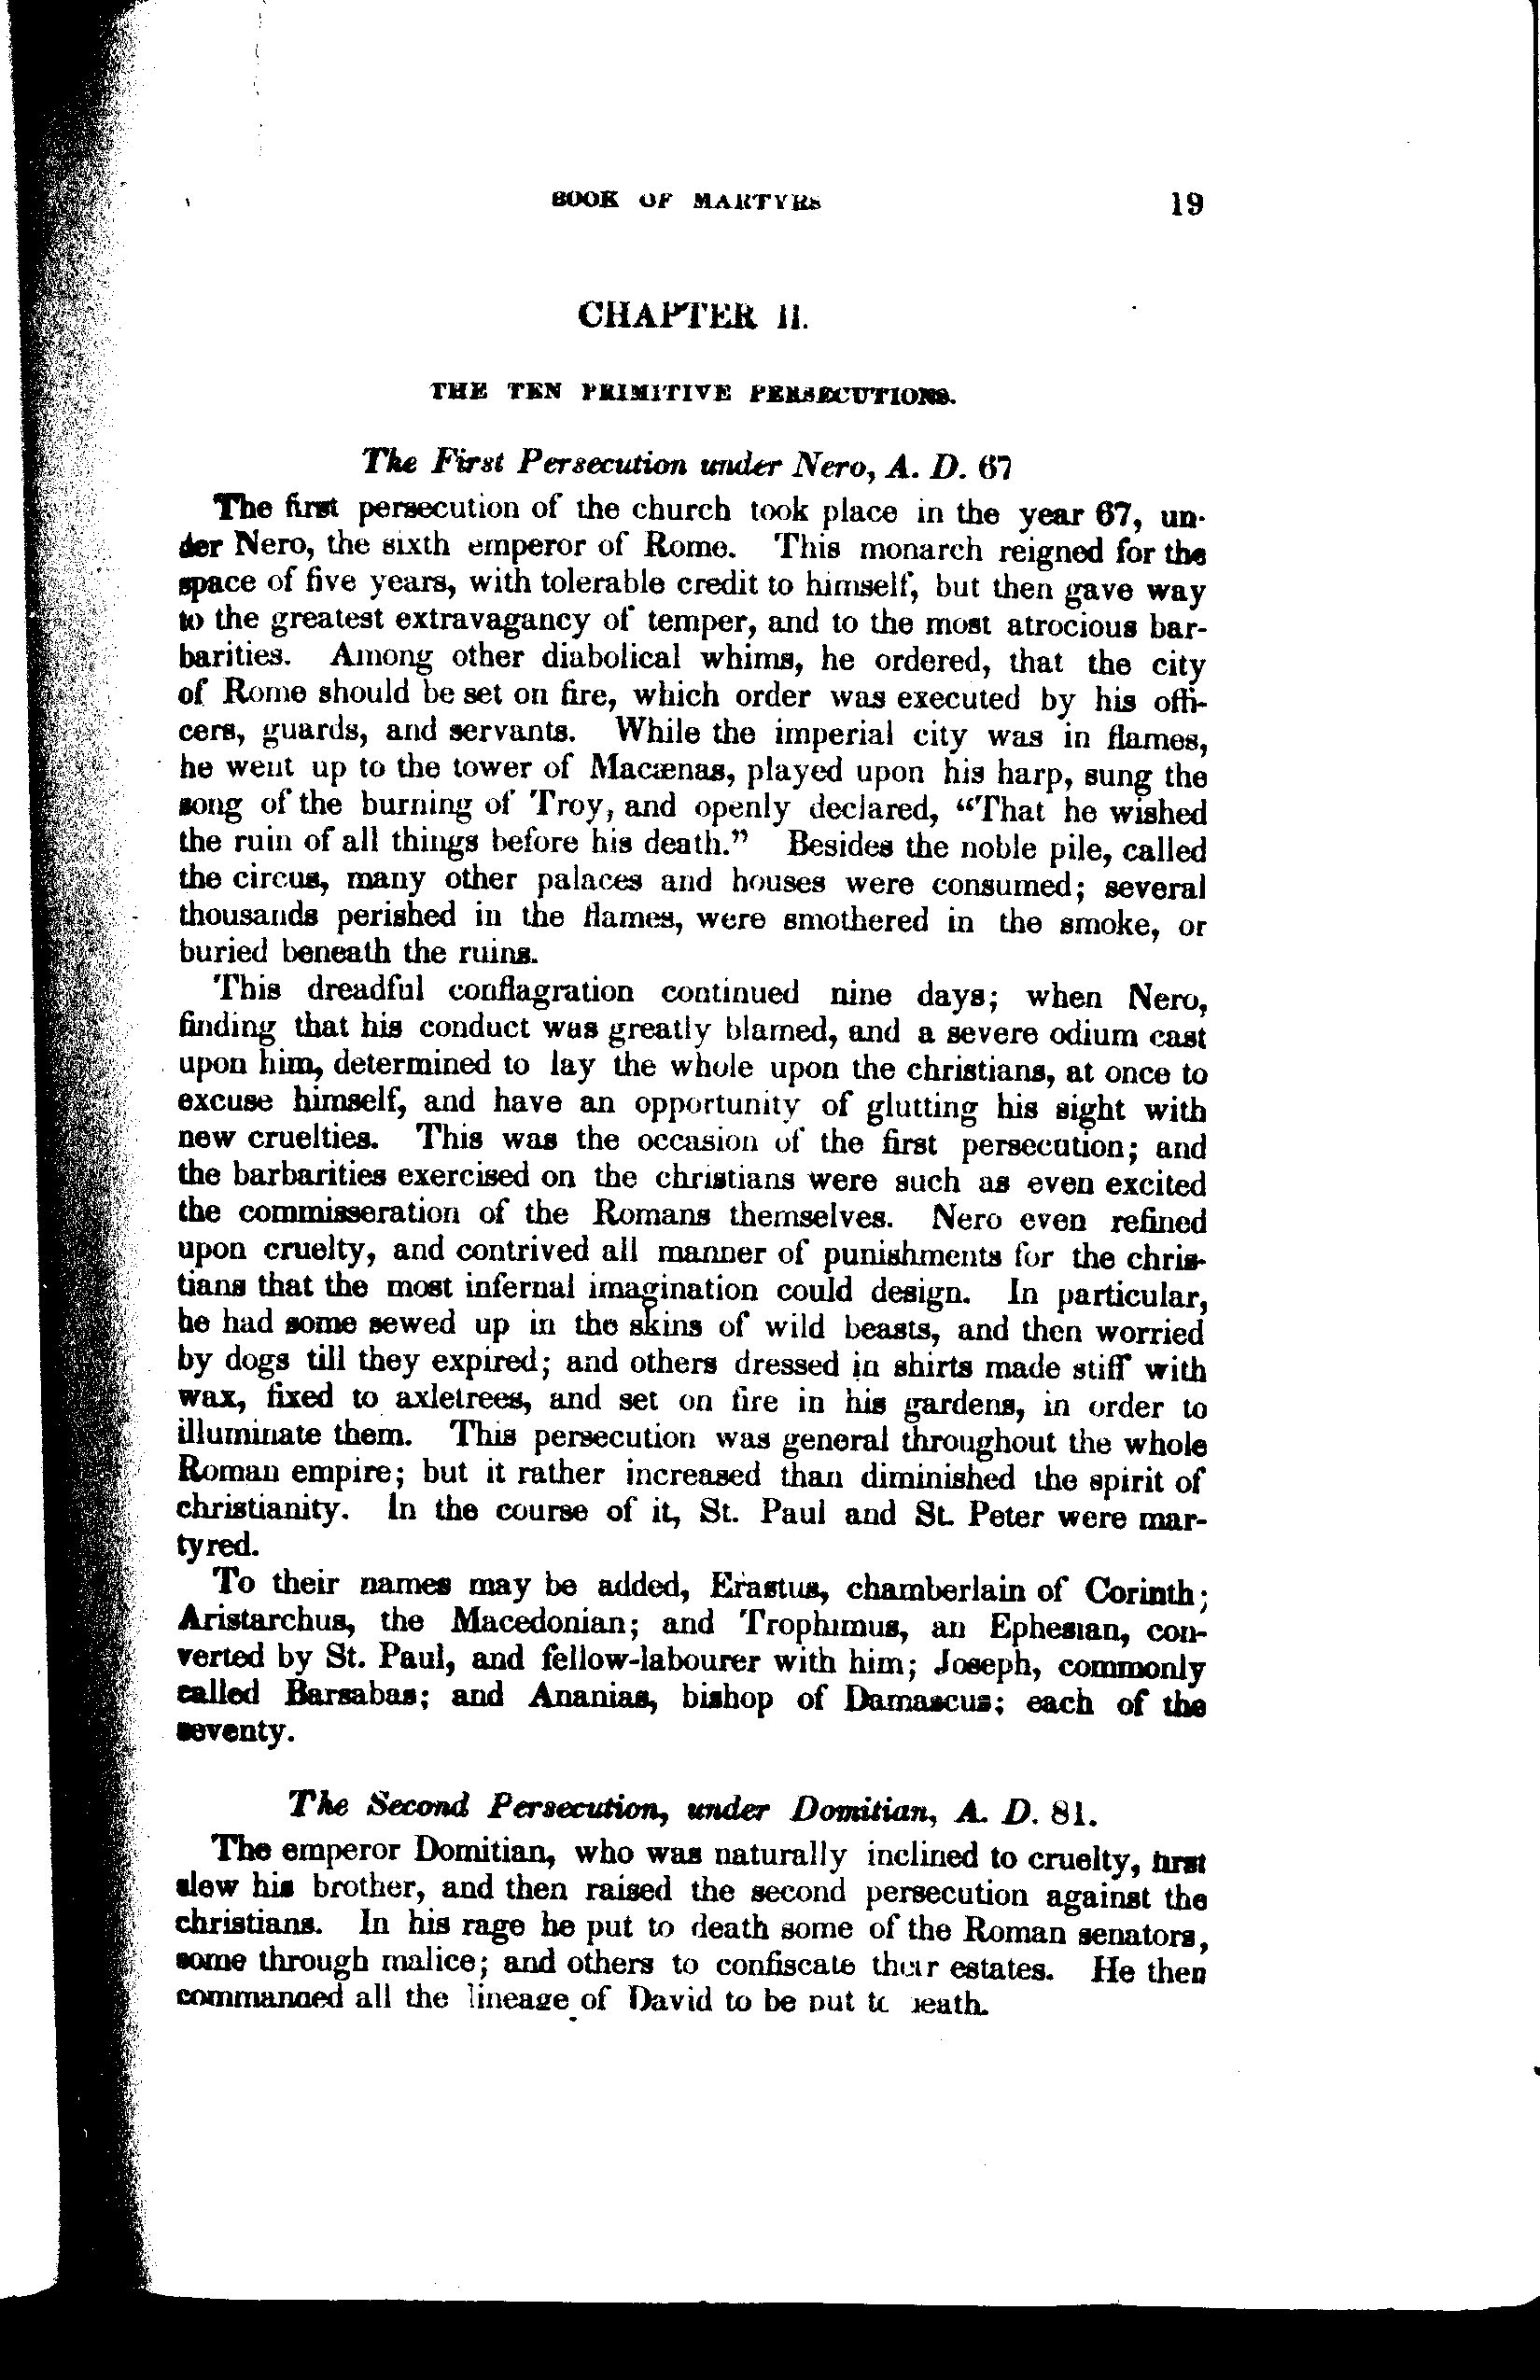 BOOK OF MARTYRS 19
CHAPTER II.
THE TEN PRIMITIVE PERSECUTIONS.
The First Persecution under Nero, A. D. 67
The first persecution of the church took place in the year 67, un-
der Nero, the sixth emperor of Rome. This monarch reigned for the
space of five years, with tolerable credit to himself, but then gave way
to the greatest extravagancy of temper, and to the most atrocious bar-
barities. Among other diabolical whims, he ordered, that the city
of Rome should be set on fire, which order was executed by his offi-
cers, guards, and servants. While the imperial city was in flames,
he went up to the tower of Macænas, played upon his harp, sung the
song of the burning of Troy, and openly declared, “That he wished
the ruin of all things before his death.” Besides the noble pile, called
the circus, many other palaces and houses were consumed; several
thousands perished in the flames, were smothered in the smoke, or
buried beneath the ruins.
This dreadful conflagration continued nine days; when Nero,
finding that his conduct was greatly blamed, and a severe odium cast
upon him, determined to lay the whole upon the christians, at once to
excuse himself, and have an opportunity of glutting his sight with
new cruelties. This was the occasion of the first persecution; and
the barbarities exercised on the christians were such as even excited
the commisseration of the Romans themselves. Nero even refined
upon cruelty, and contrived all manner of punishments for the chris-
tians that the most infernal imagination could design. In particular,
he had some sewed up in the skins of wild beasts, and then worried
by dogs till they expired; and others dressed in shirts made stiff with
wax, fixed to axletrees, and set on fire in his gardens, in order to
illuminate them. This persecution was general throughout the whole
Roman empire; but it rather increased than diminished the spirit of
christianity. In the course of it, St. Paul and St. Peter were mar-
tyred.
To their names may be added, Erastus, chamberlain of Corinth;
Aristarchus, the Macedonian; and Trophimus, an Ephesian, con-
verted by St. Paul, and fellow-labourer with him; Joseph, commonly
called Barsabas; and Ananias, bishop of Damascus; each of the
seventy.
The Second Persecution, under Domitian, A. D. 81.
The emperor Domitian, who was naturally inclined to cruelty, first
slew his brother, and then raised the second persecution against the
christians. In his rage he put to death some of the Roman senators,
some through malice; and others to confiscate their estates. He then
commanded all the lineage of David to be put to death.